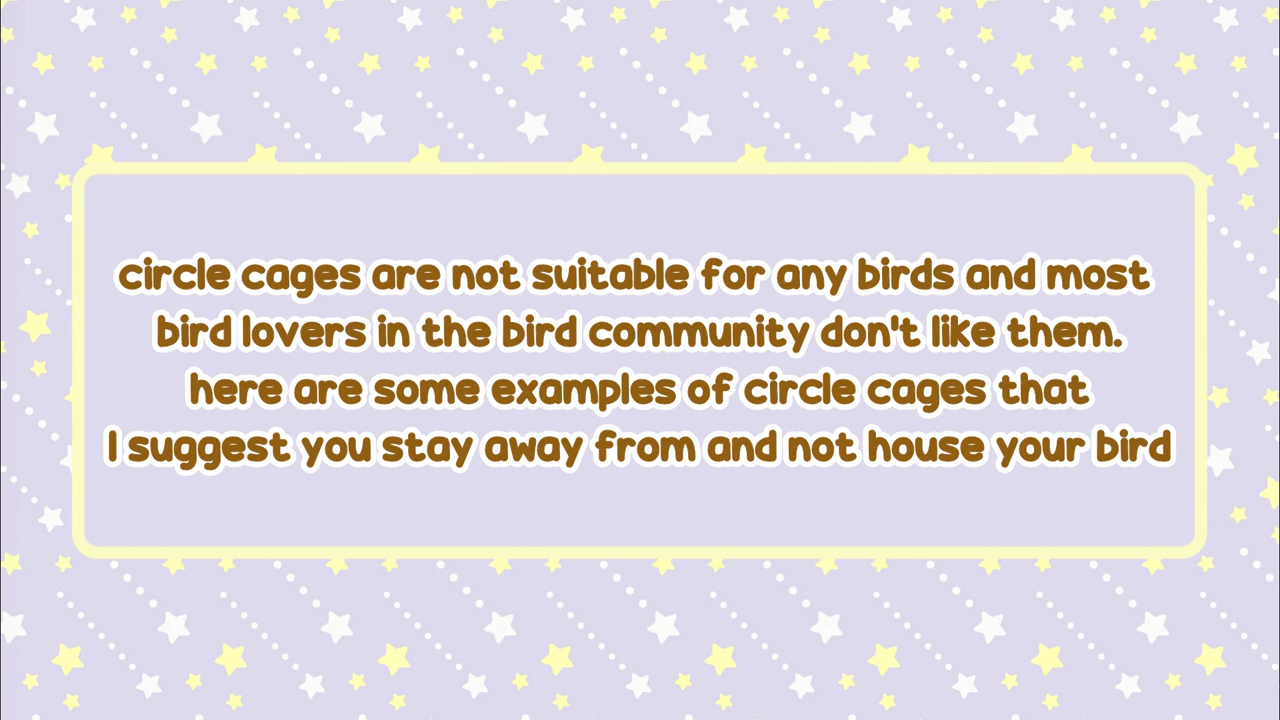 circle cages are not suitable for any birds and most
bird lovers in the bird community don't like them.
here are some examples of circle cages that
I suggest you stay away from and not house your bird